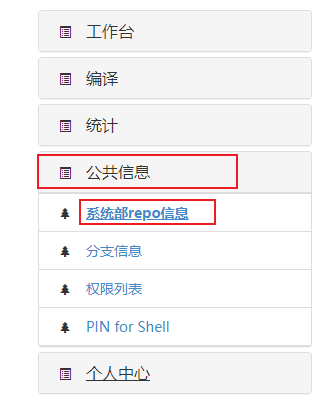 工作台
编译
统计
公共信息
系统部repo信息
分支信息
权限列表
PIN for Shell
个人中心